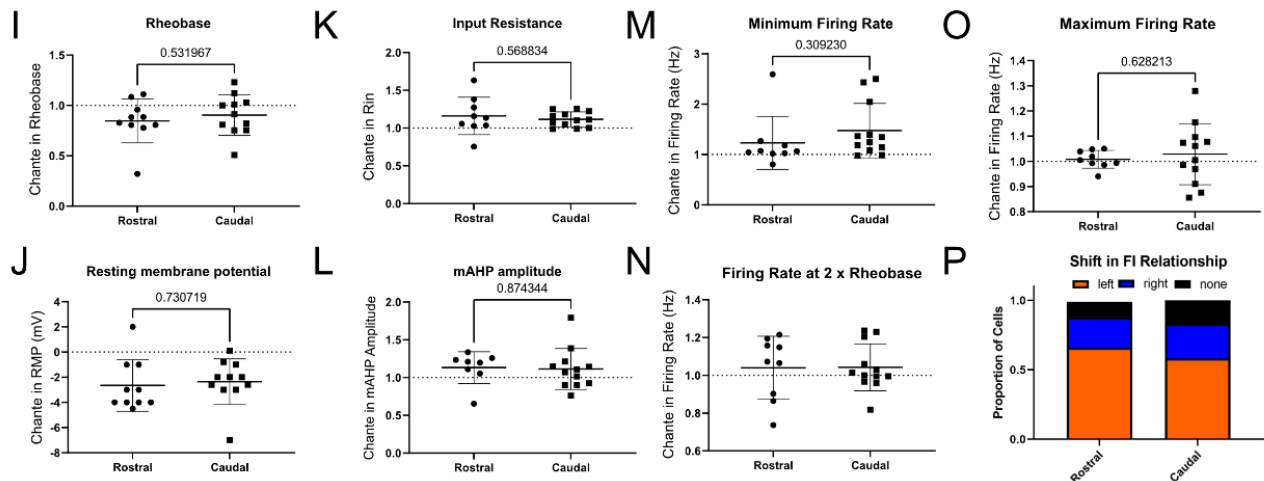 I
Rheobase
0.531967
Chante in Rheobase
1.5
1.0
0.5
0.0
Rostral
Caudal
K
Input Resistance
0.568834
Chante in Rin
2.0
1.5
1.0
0.5
0.0
Rostral
Caudal
M
Minimum Firing Rate
0.309230
Chante in Firing Rate (Hz)
3
2
1
0
Rostral
Caudal
O
Maximum Firing Rate
0.628213
Chante in Firing Rate (Hz)
1.4
1.3
1.2
1.1
1.0
0.9
0.8
Rostral
Caudal
J
Resting membrane potential
0.730719
Chante in RMP (mV)
4
2
0
-2
-4
-6
-8
Rostral
Caudal
L
mAHP amplitude
0.874344
Chante in mAHP Amplitude
2.0
1.5
1.0
0.5
0.0
Rostral
Caudal
N
Firing Rate at 2 x Rheobase
Chante in Firing Rate (Hz)
1.4
1.2
1.0
0.8
0.6
Rostral
Caudal
P
Shift in FI Relationship
left right none
Proportion of Cells
1.0
0.5
0.0
Rostral
Caudal